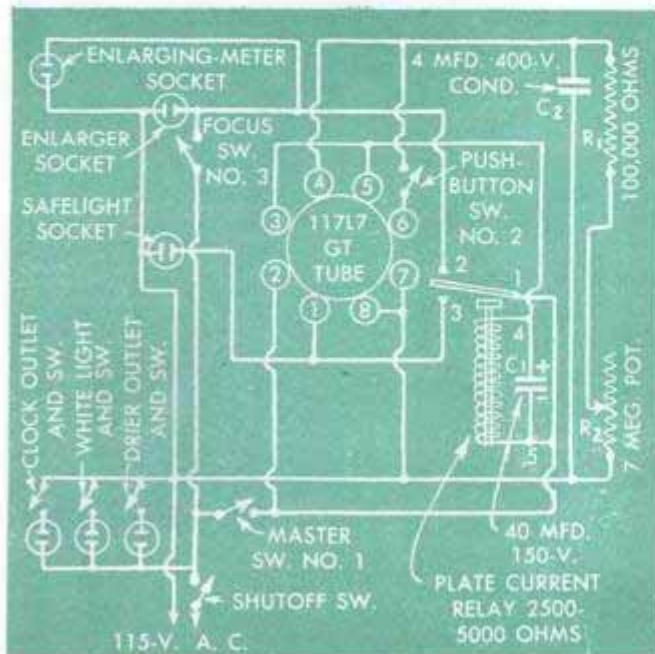 ENLARGING-METER
SOCKET
ENLARGER
SOCKET
FOCUS
SW.
NO. 3
SAFELIGHT
SOCKET
4 MFD. 400-V.
COND.
C2
R1
100,000 OHMS
PUSH-
BUTTON
SW.
NO. 2
4
5
3
6
117L7
GT
TUBE
2
7
1
8
2
1
3
4
C1
+
5
R2
7 MEG. POT.
CLOCK OUTLET
AND SW.
WHITE LIGHT
AND SW.
DRIER OUTLET
AND SW.
MASTER
SW. NO. 1
SHUTOFF SW.
115-V. A. C.
40 MFD.
150-V.
PLATE CURRENT
RELAY 2500-
5000 OHMS